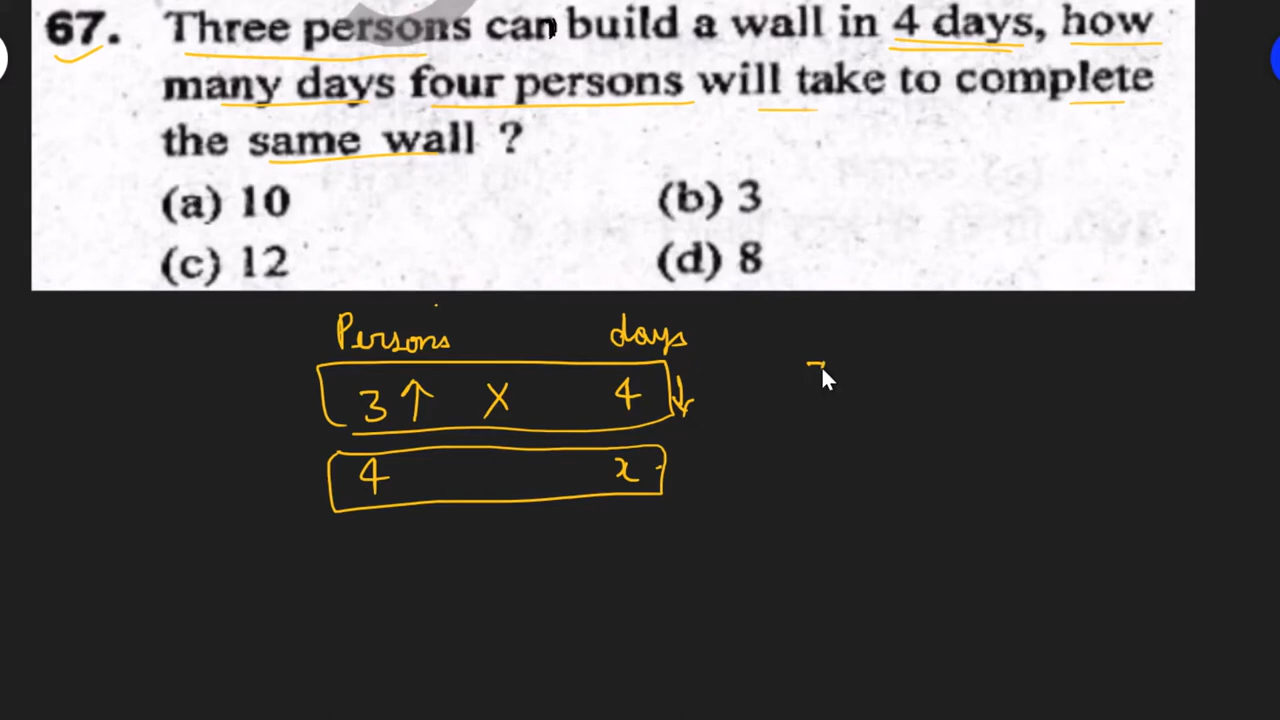 67. Three persons can build a wall in 4 days, how
many days four persons will take to complete
the same wall ?
(a) 10 (b) 3
(c) 12 (d) 8
Persons days
3 ↑ X 4 ↓
4 x